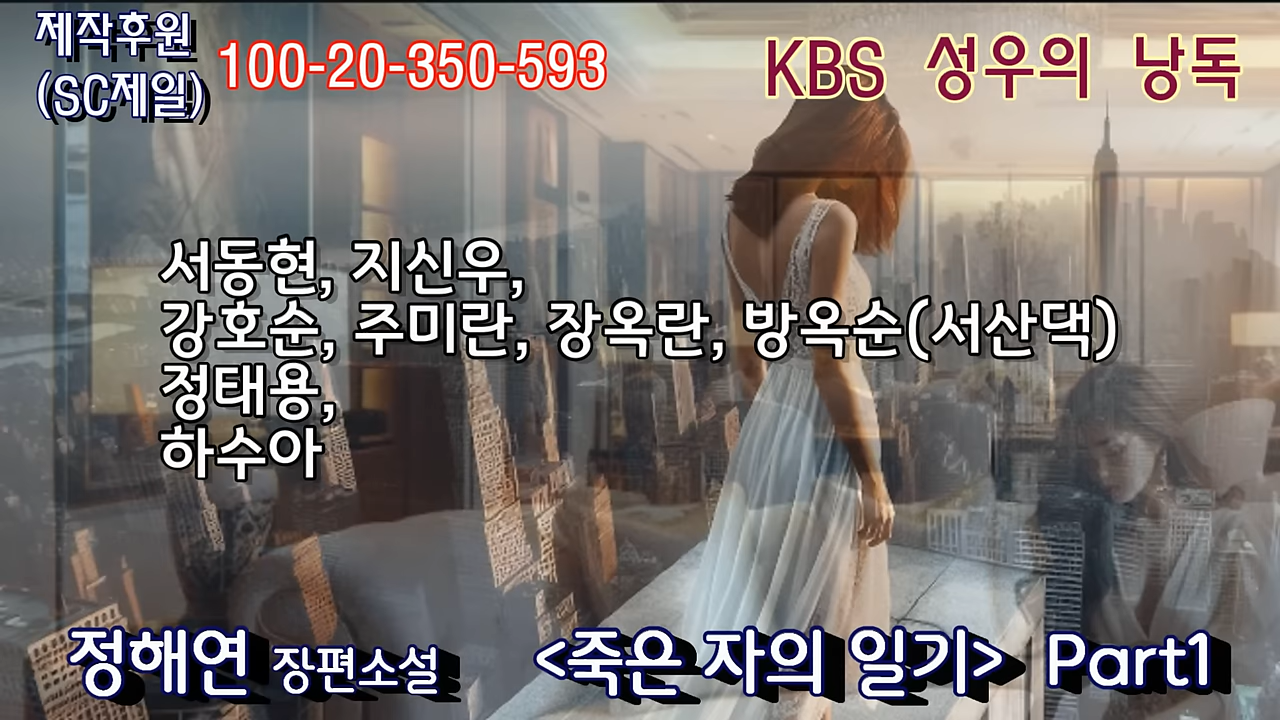 제작후원
(SC제일)
100-20-350-593
KBS 성우의 낭독
서동현, 지신우,
강호순, 주미란, 장옥란, 방옥순(서산댁)
정태용,
하수아
정해연 장편소설 <죽은 자의 일기> Part1